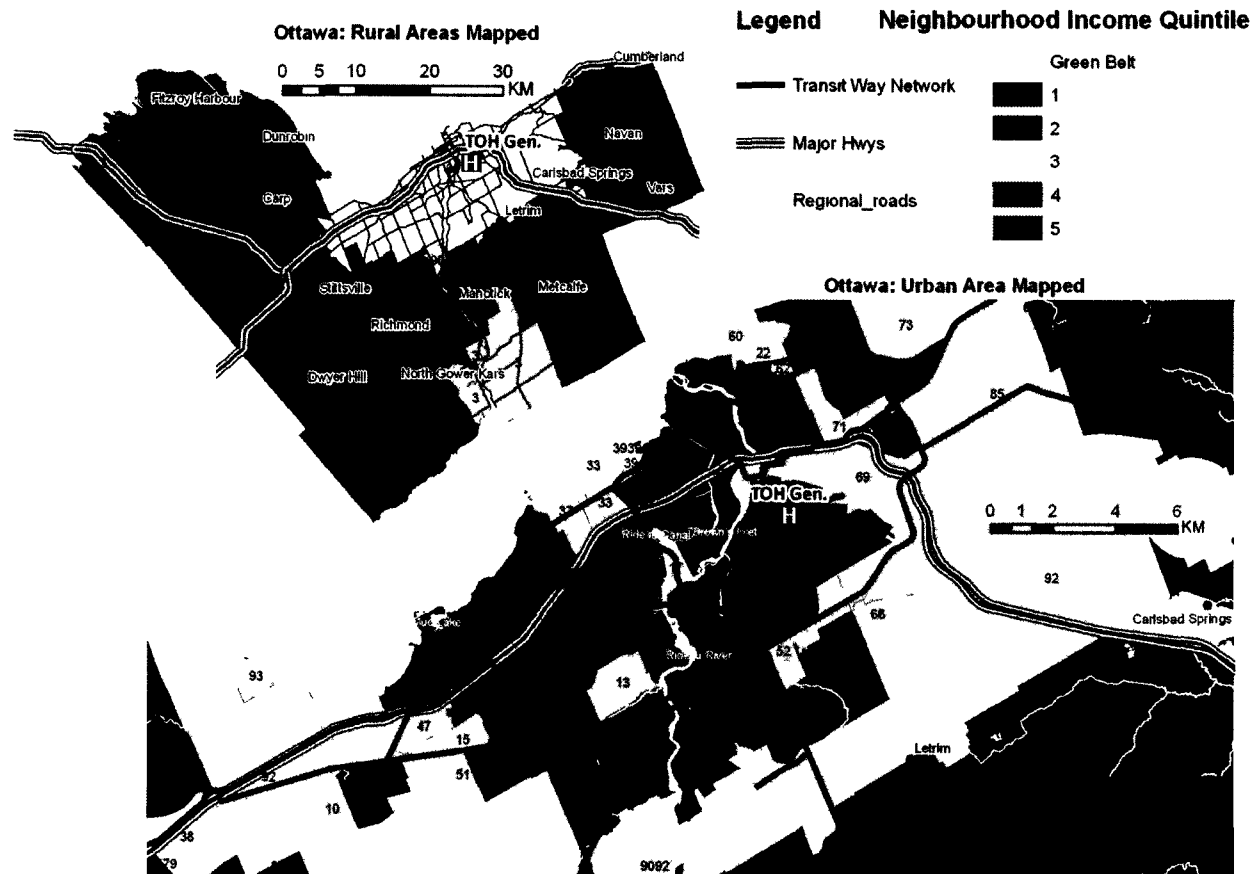 Legend
Neighbourhood Income Quintile
Ottawa: Rural Areas Mapped
0 5 10 20 30
KM
Cumberland
Fitzroy Harbour
Dunrobin
TOH Gen.
H
Navan
Carlsbad Springs
Vars
Carp
Letrim
Stittsville
Manotick
Metcalfe
Richmond
Dwyer Hill
North Gower Kars
3
3
Transit Way Network
Major Hwys
Regional_roads
Green Belt
1
2
3
4
5
Ottawa: Urban Area Mapped
60
22
73
85
71
33
39
33
69
TOH Gen.
H
0 1 2 4 6
KM
92
Carlsbad Springs
66
52
Rideau River
13
93
47
15
51
10
38
79
Letrim
9092